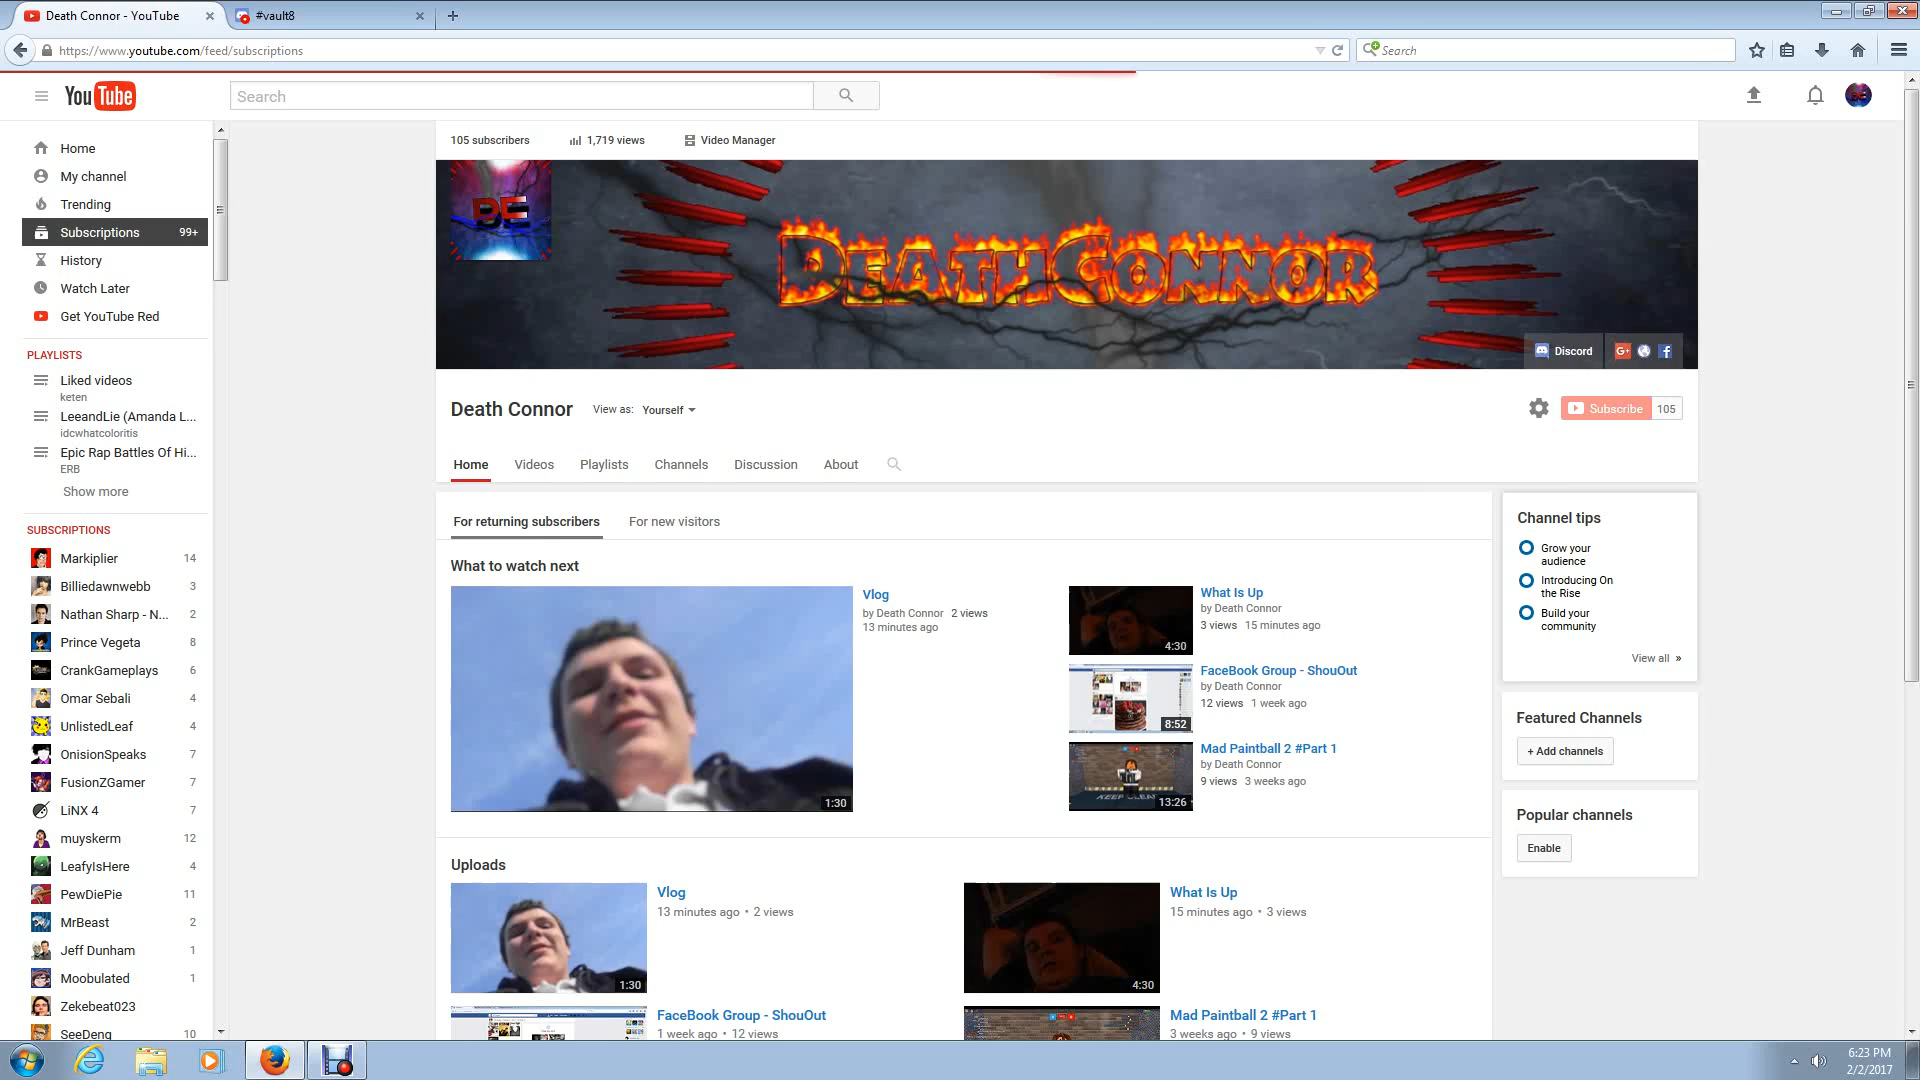 Death Connor - YouTube
#vault8
https://www.youtube.com/feed/subscriptions
Search
YouTube
Search
Home
My channel
Trending
Subscriptions 99+
History
Watch Later
Get YouTube Red
PLAYLISTS
Liked videos
keten
LeeandLie (Amanda L...
idcwhatcoloritis
Epic Rap Battles Of Hi...
ERB
Show more
SUBSCRIPTIONS
Markiplier 14
Billiedawnwebb 3
Nathan Sharp - N... 2
Prince Vegeta 8
CrankGameplays 6
Omar Sebali 4
UnlistedLeaf 4
OnisionSpeaks 7
FusionZGamer 7
LiNX 4 7
muyskerm 12
LeafyIsHere 4
PewDiePie 11
MrBeast 2
Jeff Dunham 1
Moobulated 1
Zekebeat023
SeeDeng 10
105 subscribers 1,719 views Video Manager
DEATHCONNOR
Discord
Death Connor View as: Yourself
Subscribe 105
Home Videos Playlists Channels Discussion About
For returning subscribers For new visitors
What to watch next
1:30
Vlog
by Death Connor 2 views
13 minutes ago
4:30
What Is Up
by Death Connor
3 views 15 minutes ago
8:52
FaceBook Group - ShouOut
by Death Connor
12 views 1 week ago
13:26
Mad Paintball 2 #Part 1
by Death Connor
9 views 3 weeks ago
Uploads
1:30
Vlog
13 minutes ago • 2 views
4:30
What Is Up
15 minutes ago • 3 views
FaceBook Group - ShouOut
1 week ago • 12 views
Mad Paintball 2 #Part 1
3 weeks ago • 9 views
Channel tips
Grow your
audience
Introducing On
the Rise
Build your
community
View all »
Featured Channels
+ Add channels
Popular channels
Enable
6:23 PM
2/2/2017